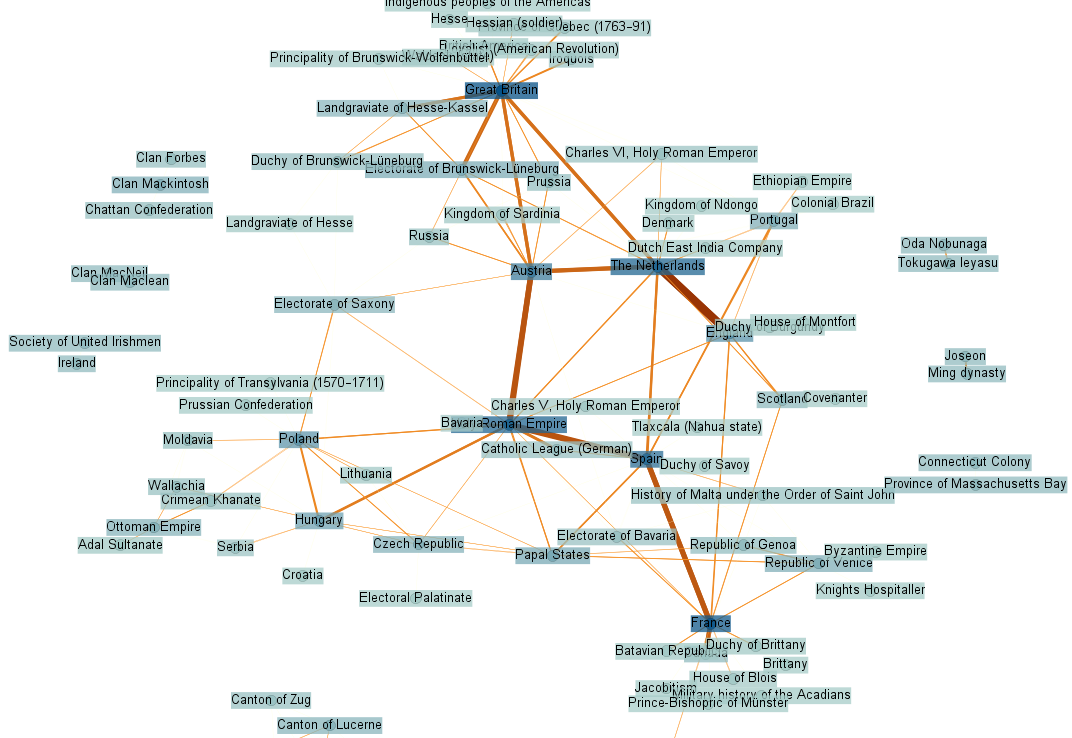 Indigenous peoples of the Americas
Hesse
Hessian (soldier)
Quebec (1763–91)
Loyalist (American Revolution)
Iroquois
Principality of Brunswick-Wolfenbüttel
Great Britain
Landgraviate of Hesse-Kassel
Charles VI, Holy Roman Emperor
Clan Forbes
Duchy of Brunswick-Lüneburg
Electorate of Brunswick-Lüneburg
Prussia
Clan Mackintosh
Ethiopian Empire
Chattan Confederation
Kingdom of Ndongo
Colonial Brazil
Kingdom of Sardinia
Landgraviate of Hesse
Denmark
Portugal
Russia
Dutch East India Company
Oda Nobunaga
Tokugawa Ieyasu
Clan MacNeil
Clan Maclean
Austria
The Netherlands
Electorate of Saxony
Duchy of Burgundy
House of Montfort
England
Society of United Irishmen
Ireland
Joseon
Ming dynasty
Principality of Transylvania (1570–1711)
Prussian Confederation
Charles V, Holy Roman Emperor
Scotland
Covenanter
Bavaria
Roman Empire
Tlaxcala (Nahua state)
Moldavia
Poland
Catholic League (German)
Spain
Duchy of Savoy
Connecticut Colony
Lithuania
Province of Massachusetts Bay
Wallachia
Crimean Khanate
History of Malta under the Order of Saint John
Ottoman Empire
Hungary
Adal Sultanate
Serbia
Czech Republic
Electorate of Bavaria
Papal States
Republic of Genoa
Byzantine Empire
Republic of Venice
Croatia
Electoral Palatinate
Knights Hospitaller
France
Batavian Republic
Duchy of Brittany
Brittany
House of Blois
Jacobitism
Military history of the Acadians
Prince-Bishopric of Münster
Canton of Zug
Canton of Lucerne